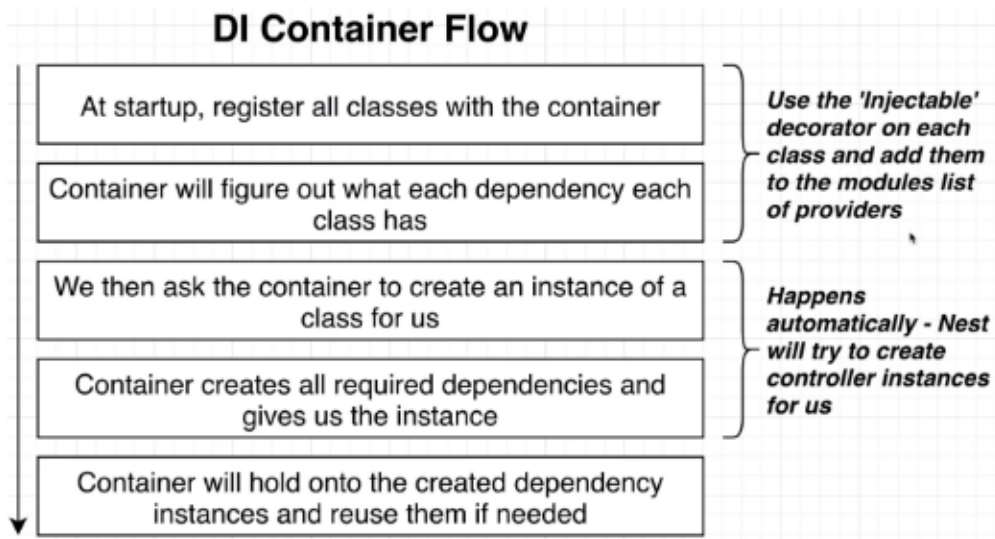 DI Container Flow
At startup, register all classes with the container
Container will figure out what each dependency each
class has
We then ask the container to create an instance of a
class for us
Container creates all required dependencies and
gives us the instance
Container will hold onto the created dependency
instances and reuse them if needed
Use the 'Injectable'
decorator on each
class and add them
to the modules list
of providers
Happens
automatically - Nest
will try to create
controller instances
for us